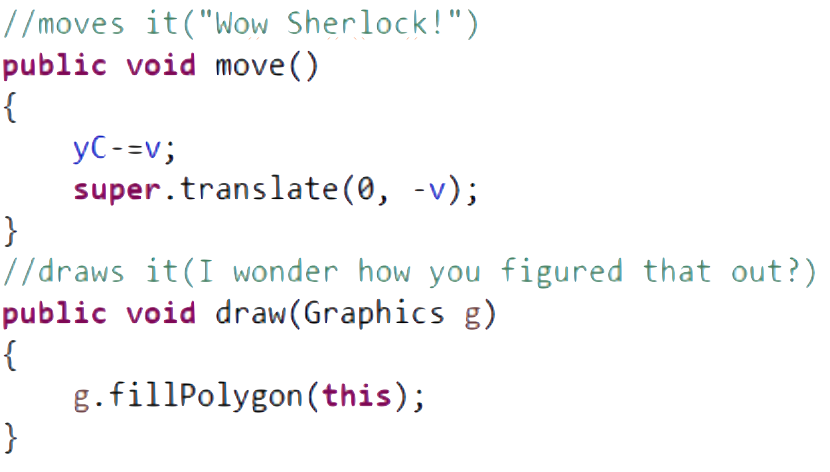 //moves it("Wow Sherlock!")
public void move()
{
    yC-=v;
    super.translate(0, -v);
}
//draws it(I wonder how you figured that out?)
public void draw(Graphics g)
{
    g.fillPolygon(this);
}